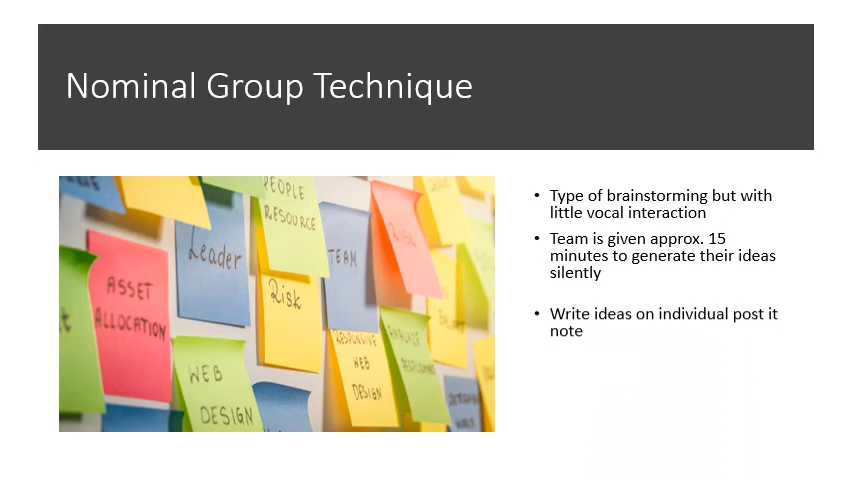 Nominal Group Technique
PEOPLE
RESOURCE
Leader
TEAM
Risk
ASSET
ALLOCATION
WEB
DESIGN
RESPONSIVE
WEB
DESIGN
• Type of brainstorming but with
little vocal interaction
• Team is given approx. 15
minutes to generate their ideas
silently
• Write ideas on individual post it
note